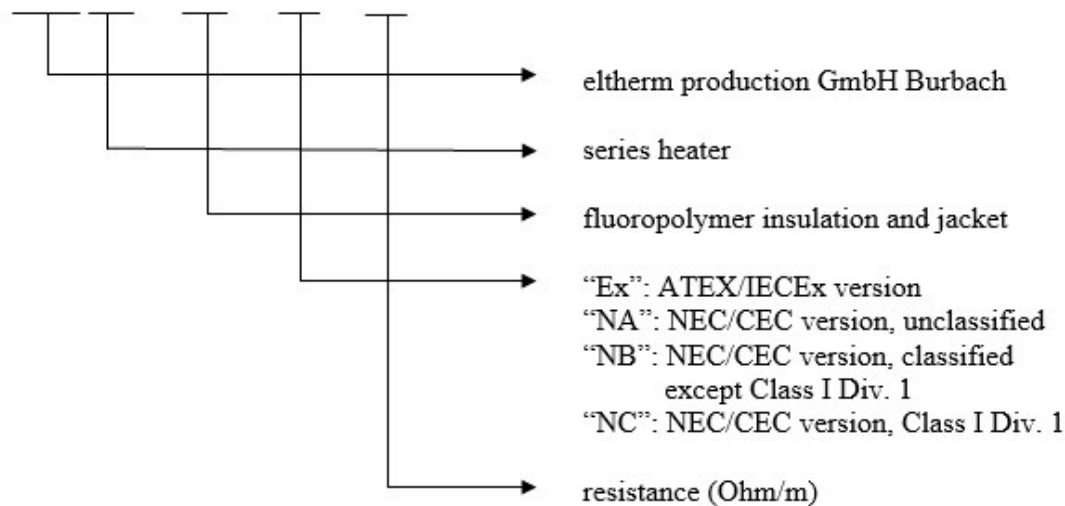 eltherm production GmbH Burbach
series heater
fluoropolymer insulation and jacket
“Ex”: ATEX/IECEx version
“NA”: NEC/CEC version, unclassified
“NB”: NEC/CEC version, classified
except Class I Div. 1
“NC”: NEC/CEC version, Class I Div. 1
resistance (Ohm/m)